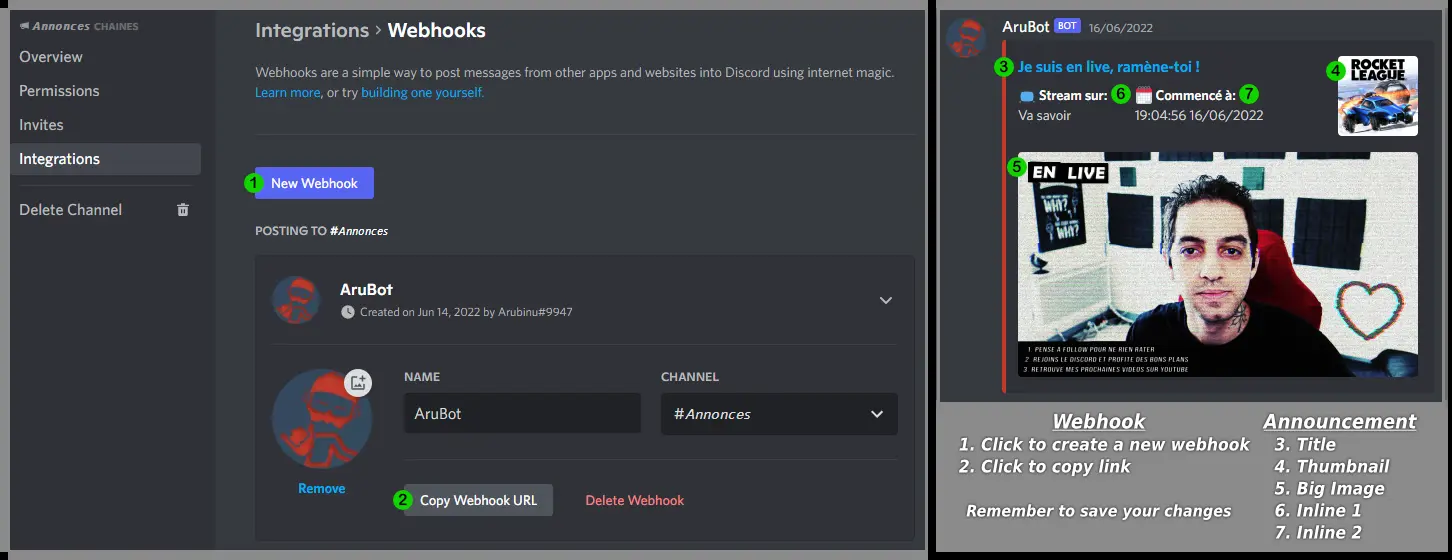 Annonces CHAINES
Overview
Permissions
Invites
Integrations
Delete Channel
Integrations > Webhooks
Webhooks are a simple way to post messages from other apps and websites into Discord using internet magic.
Learn more, or try building one yourself.
1 New Webhook
POSTING TO #Annonces
AruBot
Created on Jun 14, 2022 by Arubinu#9947
NAME
AruBot
CHANNEL
#Annonces
Remove
2 Copy Webhook URL
Delete Webhook
AruBot BOT 16/06/2022
3 Je suis en live, ramène-toi !
4
ROCKET
LEAGUE
Stream sur: 6
Va savoir
Commencé à: 7
19:04:56 16/06/2022
5
EN LIVE
WHY?
1 PENSE A FOLLOW POUR NE RIEN RATER
2 REJOINS LE DISCORD ET PROFITE DES BONS PLANS
3 RETROUVE MES PROCHAINES VIDEOS SUR YOUTUBE
Webhook
1. Click to create a new webhook
2. Click to copy link
Remember to save your changes
Announcement
3. Title
4. Thumbnail
5. Big Image
6. Inline 1
7. Inline 2